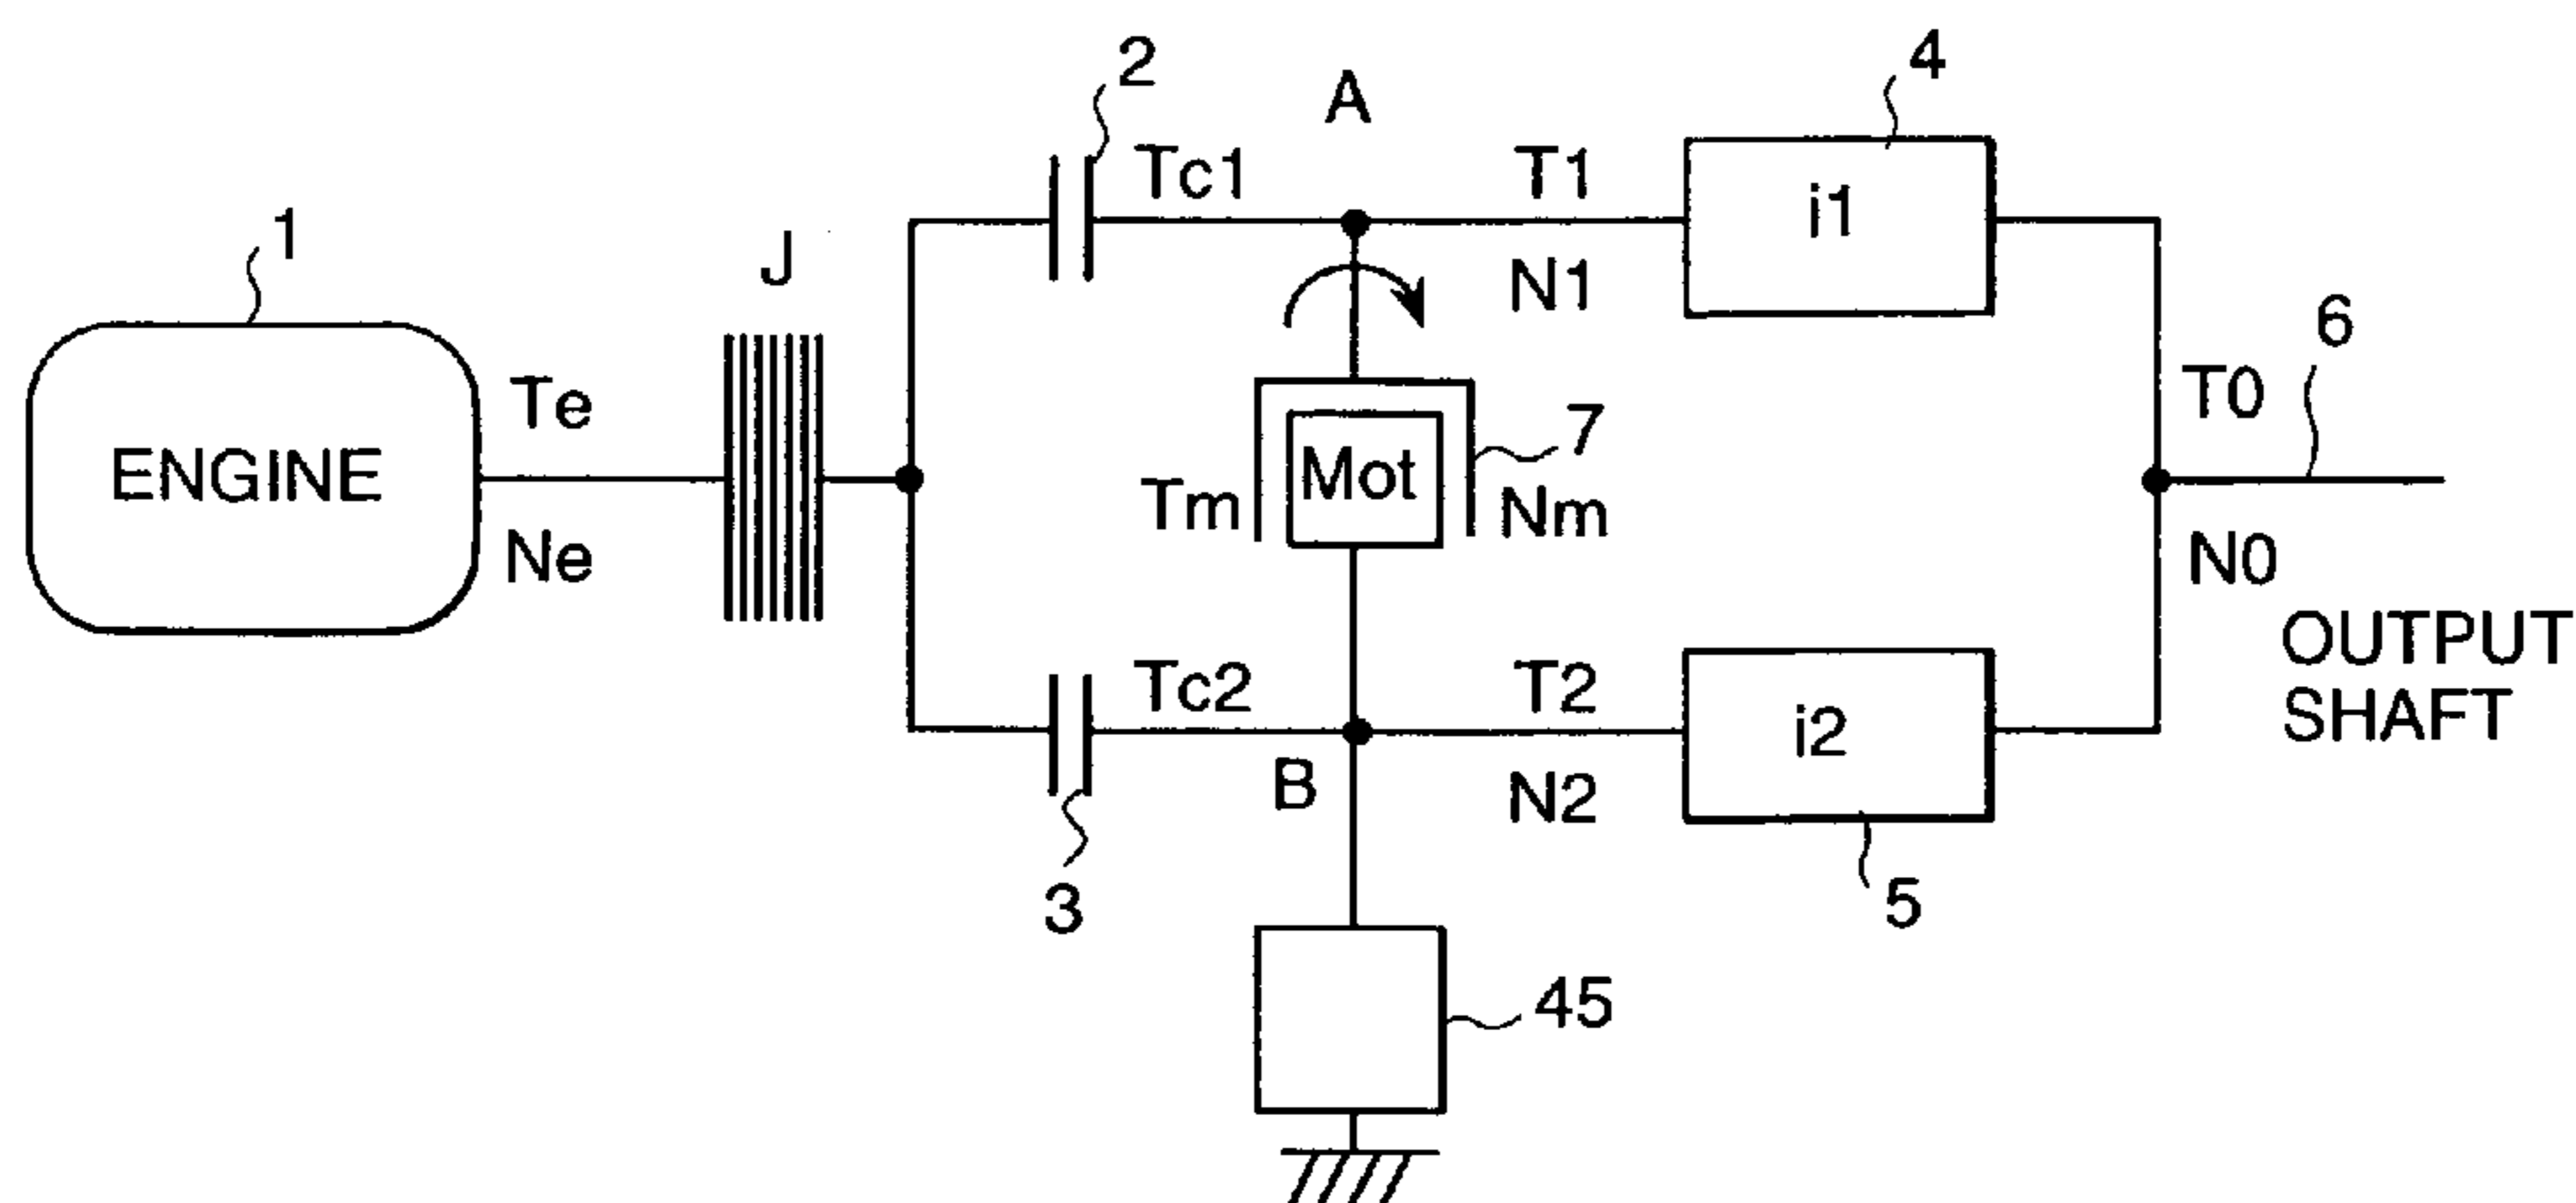 1
ENGINE
Te
Ne
J
2
Tc1
A
T1
N1
4
i1
Tm
Mot
7
Nm
Tc2
B
3
T2
N2
i2
5
45
6
T0
N0
OUTPUT
SHAFT